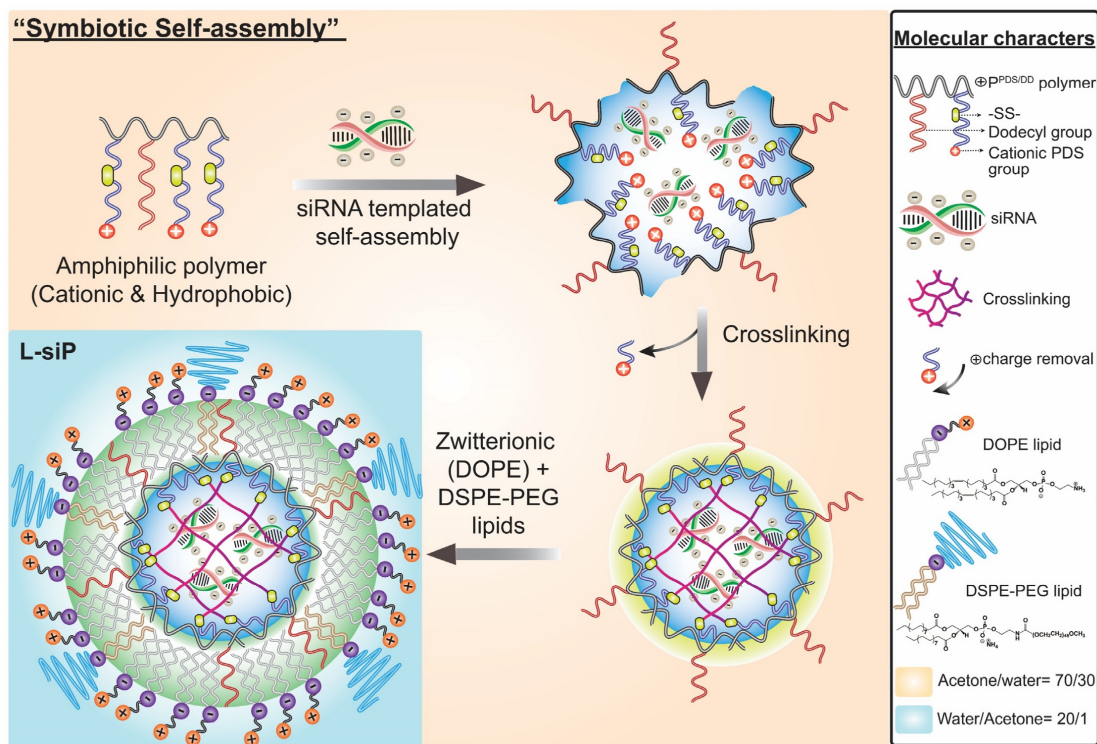 “Symbiotic Self-assembly”
siRNA templated
self-assembly
Amphiphilic polymer
(Cationic & Hydrophobic)
Crosslinking
L-siP
Zwitterionic
(DOPE) +
DSPE-PEG
lipids
Molecular characters
⊕P^PDS/DD polymer
-SS-
Dodecyl group
Cationic PDS
group
siRNA
Crosslinking
⊕charge removal
DOPE lipid
DSPE-PEG lipid
Acetone/water= 70/30
Water/Acetone= 20/1